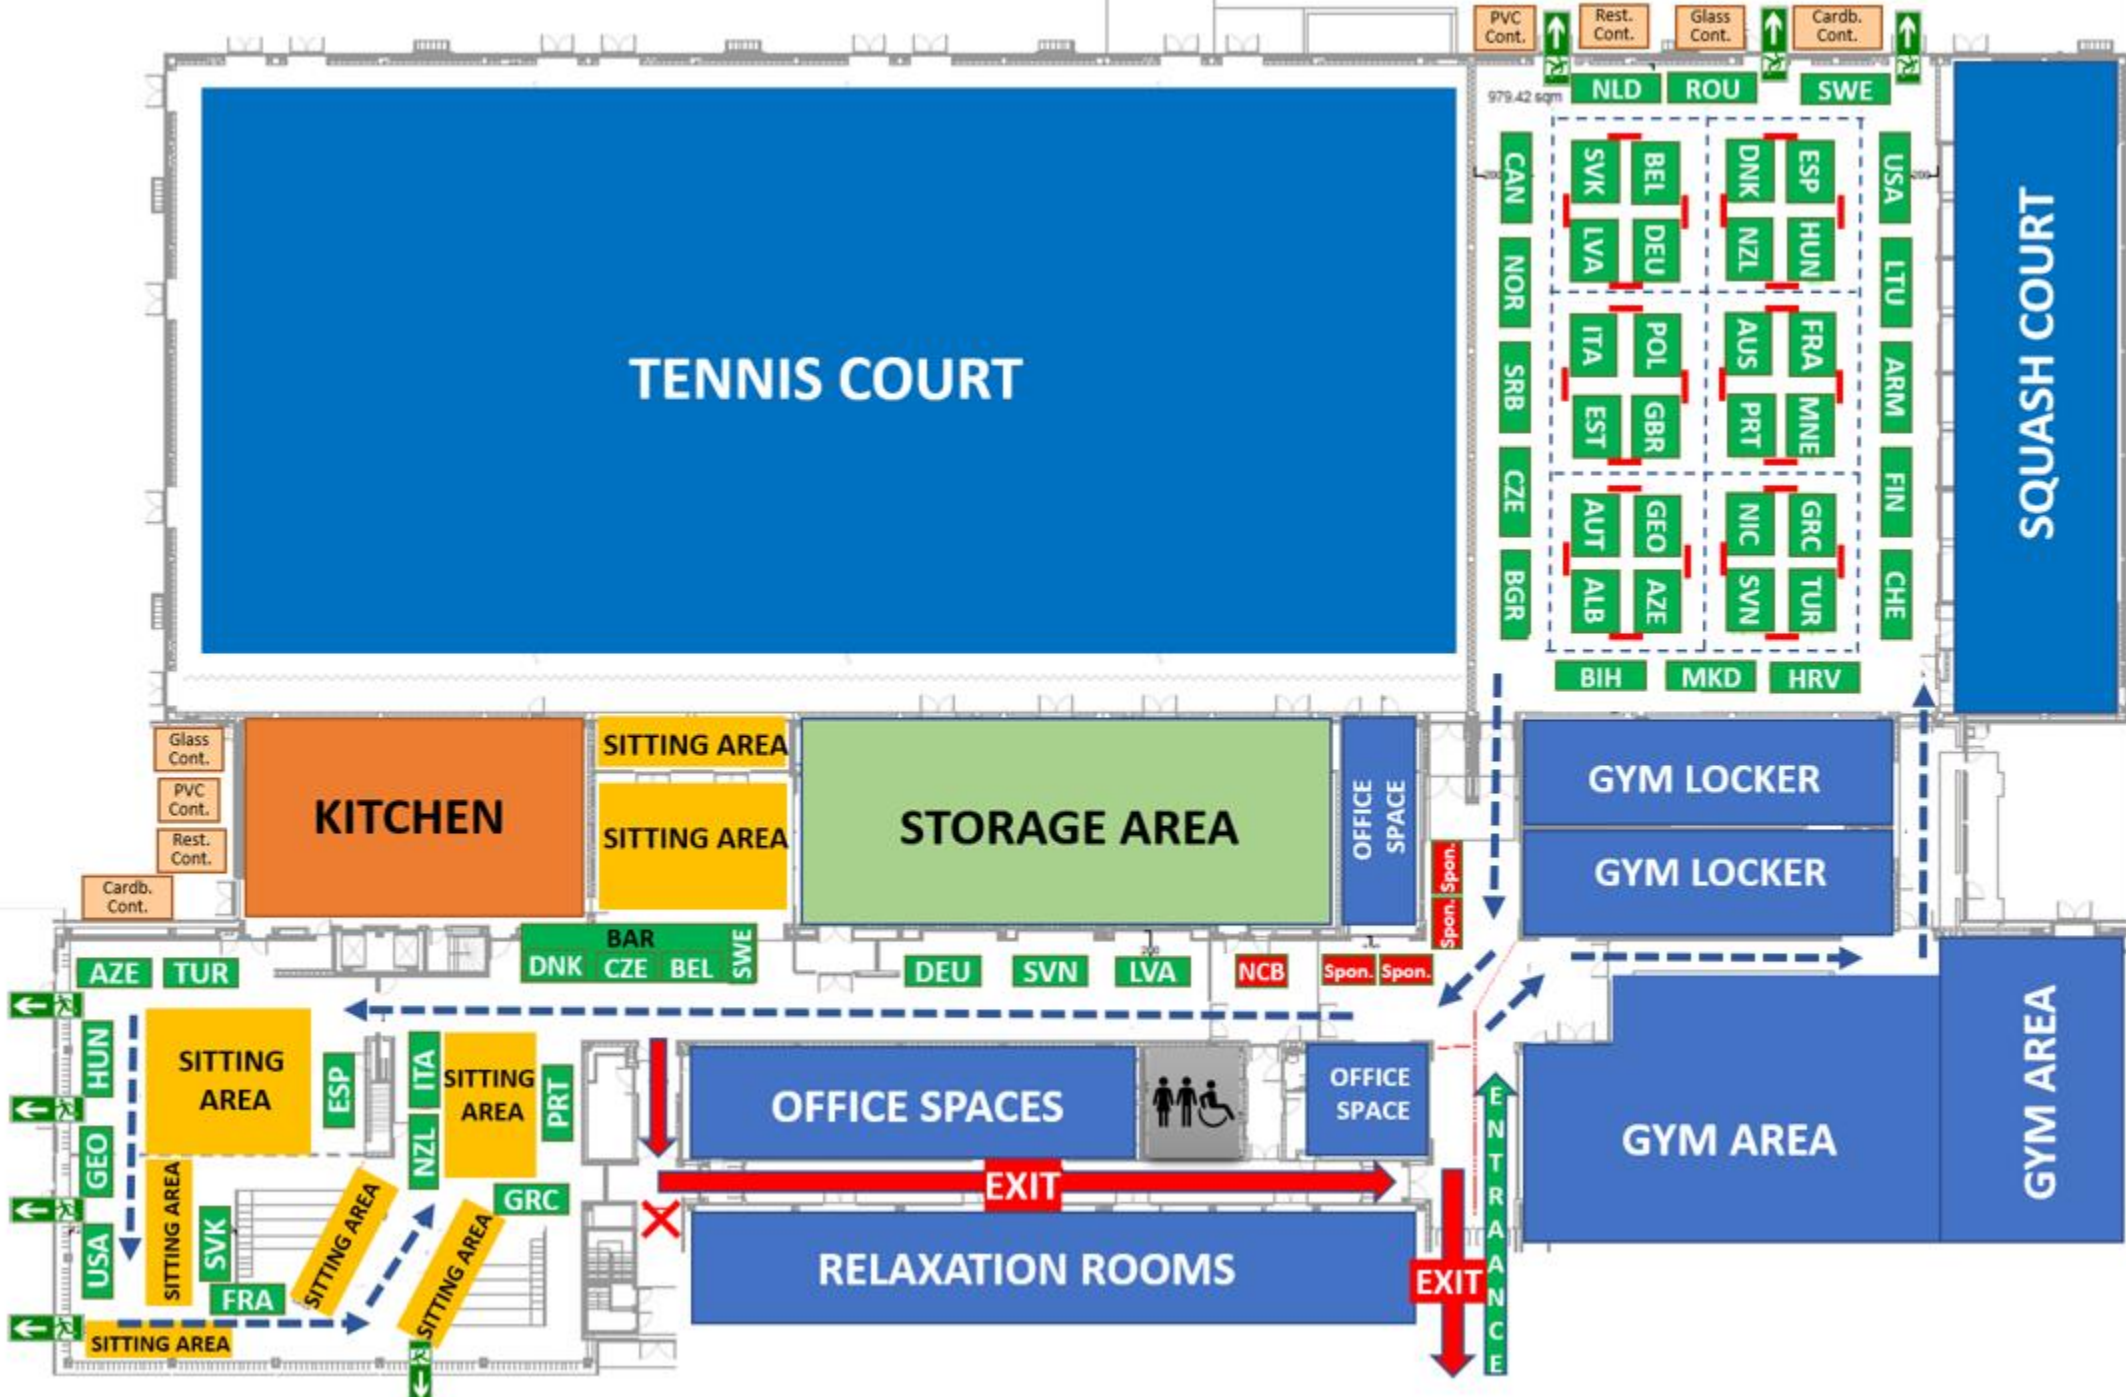 PVC
Cont.
Rest.
Cont.
Glass
Cont.
Cardb.
Cont.
979.42 sqm
NLD
ROU
SWE
CAN
NOR
SRB
CZE
BGR
SVK
BEL
LVA
DEU
DNK
ESP
NZL
HUN
ITA
POL
EST
GBR
AUS
FRA
PRT
MNE
AUT
GEO
ALB
AZE
NIC
GRC
SVN
TUR
USA
LTU
ARM
FIN
CHE
200
200
BIH
MKD
HRV
TENNIS COURT
SQUASH COURT
Glass
Cont.
PVC
Cont.
Rest.
Cont.
Cardb.
Cont.
KITCHEN
SITTING AREA
SITTING AREA
STORAGE AREA
OFFICE
SPACE
Spon.
Spon.
GYM LOCKER
GYM LOCKER
AZE
TUR
BAR
DNK
CZE
BEL
SWE
DEU
SVN
200
LVA
NCB
Spon.
Spon.
HUN
GEO
USA
SITTING
AREA
ESP
ITA
NZL
SITTING
AREA
PRT
GRC
SITTING AREA
SVK
FRA
SITTING AREA
SITTING AREA
SITTING AREA
OFFICE SPACES
OFFICE
SPACE
EXIT
RELAXATION ROOMS
EXIT
ENTRAANCE
GYM AREA
GYM AREA